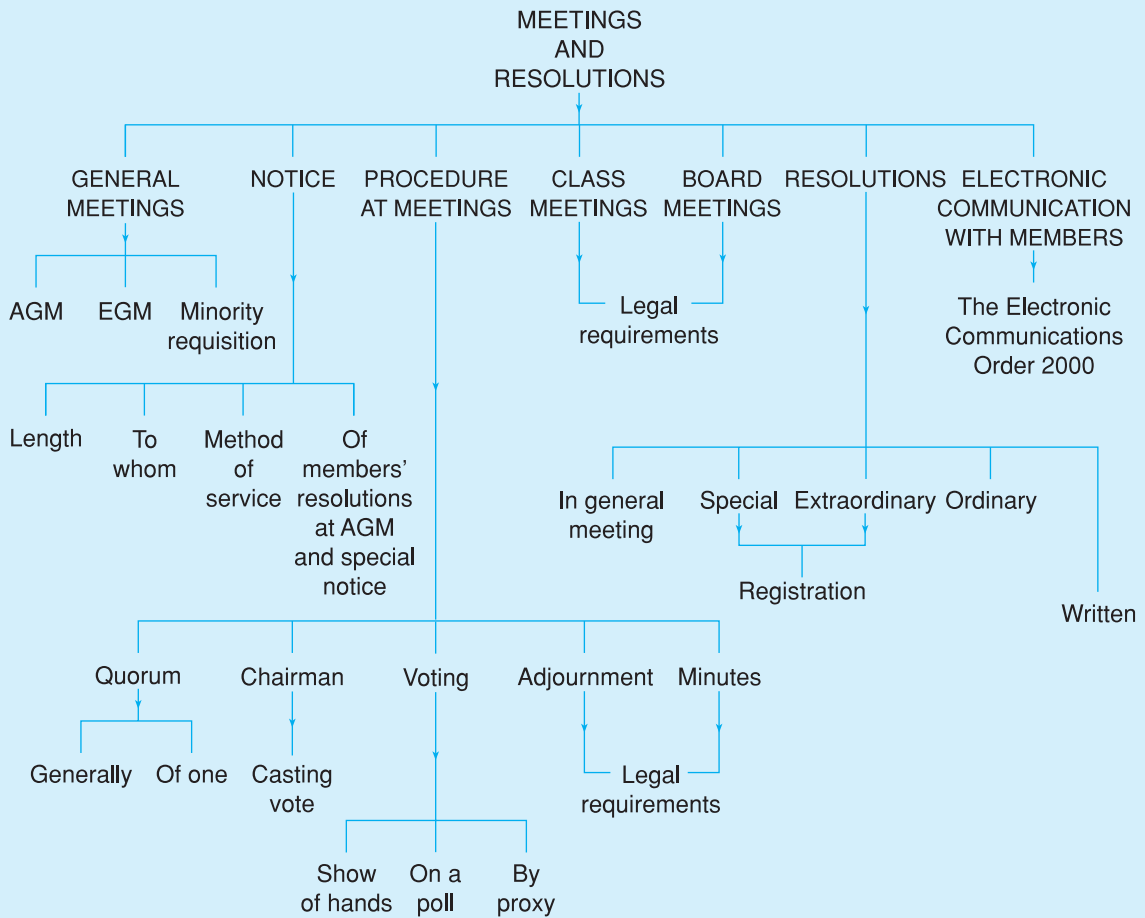 MEETINGS
AND
RESOLUTIONS
GENERAL
MEETINGS
NOTICE
PROCEDURE
AT MEETINGS
CLASS
MEETINGS
BOARD
MEETINGS
RESOLUTIONS
ELECTRONIC
COMMUNICATION
WITH MEMBERS
AGM
EGM
Minority
requisition
Legal
requirements
The Electronic
Communications
Order 2000
Length
To
whom
Method
of
service
Of
members’
resolutions
at AGM
and special
notice
In general
meeting
Special
Extraordinary
Ordinary
Registration
Written
Quorum
Chairman
Voting
Adjournment
Minutes
Generally
Of one
Casting
vote
Legal
requirements
Show
of hands
On a
poll
By
proxy